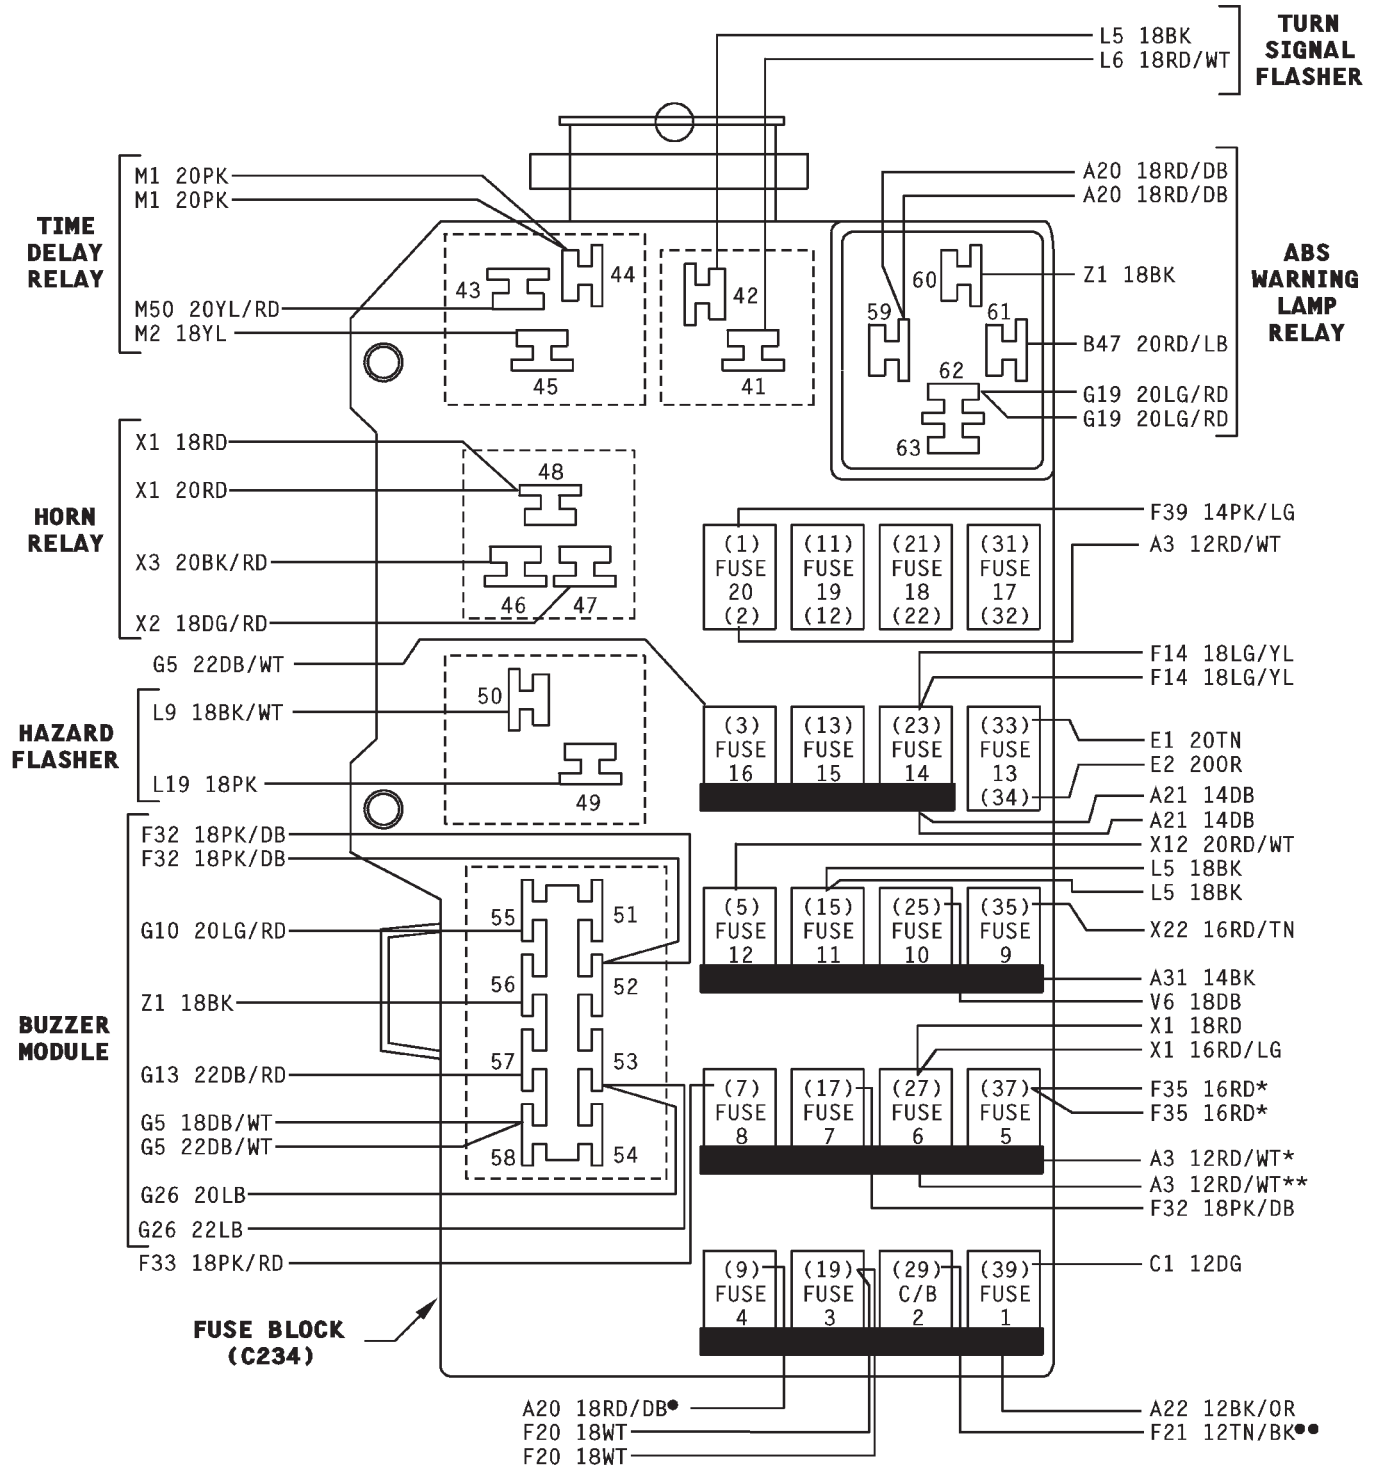 TURN
SIGNAL
FLASHER
L5 18BK
L6 18RD/WT
TIME
DELAY
RELAY
M1 20PK
M1 20PK
M50 20YL/RD
M2 18YL
43
44
45
42
41
A20 18RD/DB
A20 18RD/DB
Z1 18BK
B47 20RD/LB
G19 20LG/RD
G19 20LG/RD
ABS
WARNING
LAMP
RELAY
60
59
61
62
63
HORN
RELAY
X1 18RD
X1 20RD
X3 20BK/RD
X2 18DG/RD
48
46
47
F39 14PK/LG
A3 12RD/WT
(1)
FUSE
20
(2)
(11)
FUSE
19
(12)
(21)
FUSE
18
(22)
(31)
FUSE
17
(32)
G5 22DB/WT
HAZARD
FLASHER
L9 18BK/WT
L19 18PK
50
49
F14 18LG/YL
F14 18LG/YL
(3)
FUSE
16
(13)
FUSE
15
(23)
FUSE
14
(33)
FUSE
13
(34)
E1 20TN
E2 20OR
A21 14DB
A21 14DB
X12 20RD/WT
L5 18BK
L5 18BK
BUZZER
MODULE
F32 18PK/DB
F32 18PK/DB
G10 20LG/RD
Z1 18BK
G13 22DB/RD
G5 18DB/WT
G5 22DB/WT
G26 20LB
G26 22LB
F33 18PK/RD
55
51
56
52
57
53
58
54
(5)
FUSE
12
(15)
FUSE
11
(25)
FUSE
10
(35)
FUSE
9
X22 16RD/TN
A31 14BK
V6 18DB
X1 18RD
X1 16RD/LG
(7)
FUSE
8
(17)
FUSE
7
(27)
FUSE
6
(37)
FUSE
5
F35 16RD*
F35 16RD*
A3 12RD/WT*
A3 12RD/WT**
F32 18PK/DB
(9)
FUSE
4
(19)
FUSE
3
(29)
C/B
2
(39)
FUSE
1
C1 12DG
FUSE BLOCK
(C234)
A20 18RD/DB●
F20 18WT
F20 18WT
A22 12BK/OR
F21 12TN/BK●●